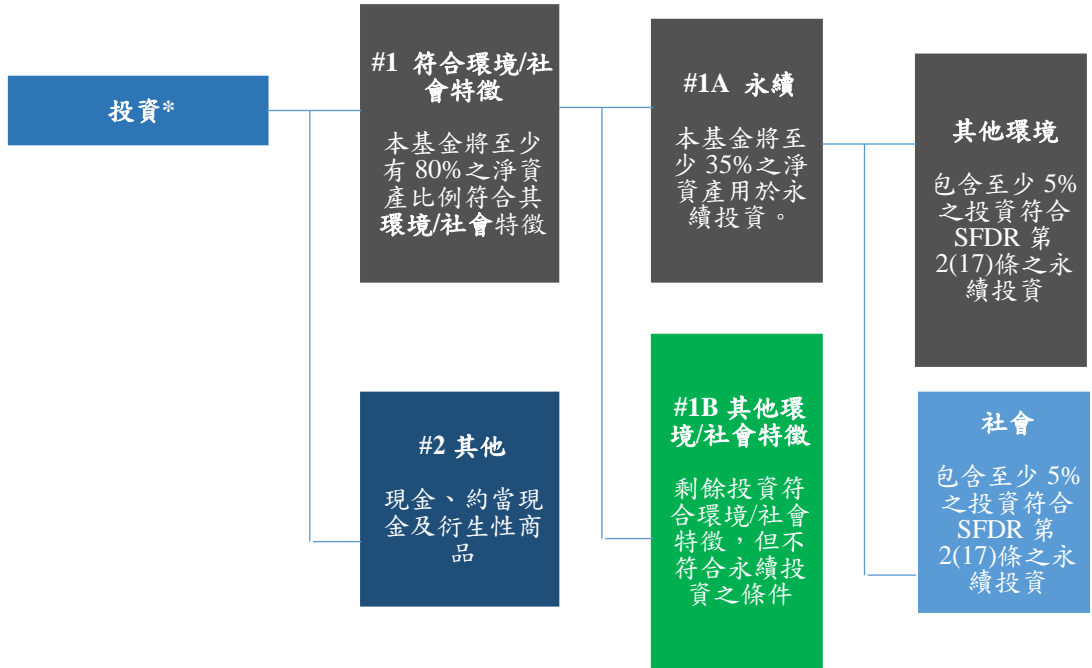 投資*
#1 符合環境/社
會特徵
本基金將至少
有 80%之淨資
產比例符合其
環境/社會特徵
#2 其他
現金、約當現
金及衍生性商
品
#1A 永續
本基金將至
少 35%之淨
資產用於永
續投資。
#1B 其他環
境/社會特徵
剩餘投資符
合環境/社會
特徵，但不
符合永續投
資之條件
其他環境
包含至少 5%
之投資符合
SFDR 第
2(17)條之永
續投資
社會
包含至少 5%
之投資符合
SFDR 第
2(17)條之永
續投資